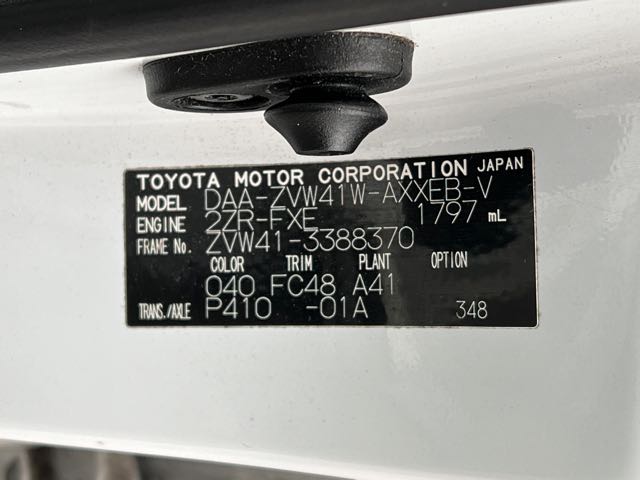 TOYOTA MOTOR CORPORATION JAPAN
MODEL DAA-ZVW41W-AXXEB-V
ENGINE 2ZR-FXE 1797 mL
FRAME No. ZVW41-3388370
COLOR TRIM PLANT OPTION
040 FC48 A41
TRANS./AXLE P410 -01A 348